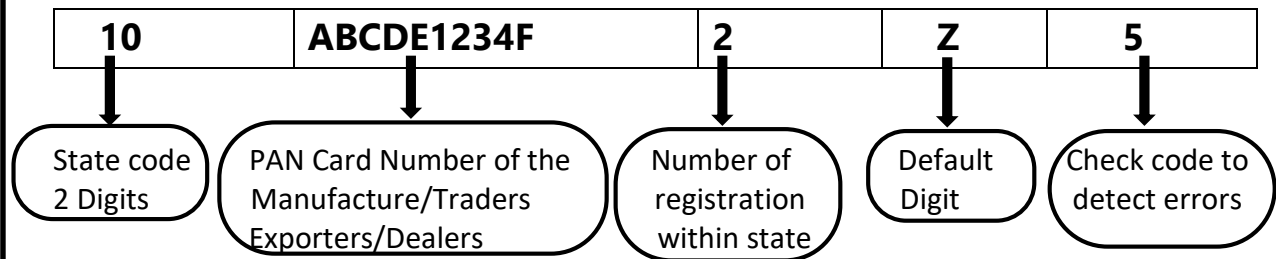 10 ABCDE1234F 2 Z 5
State code
2 Digits
PAN Card Number of the
Manufacture/Traders
Exporters/Dealers
Number of
registration
within state
Default
Digit
Check code to
detect errors